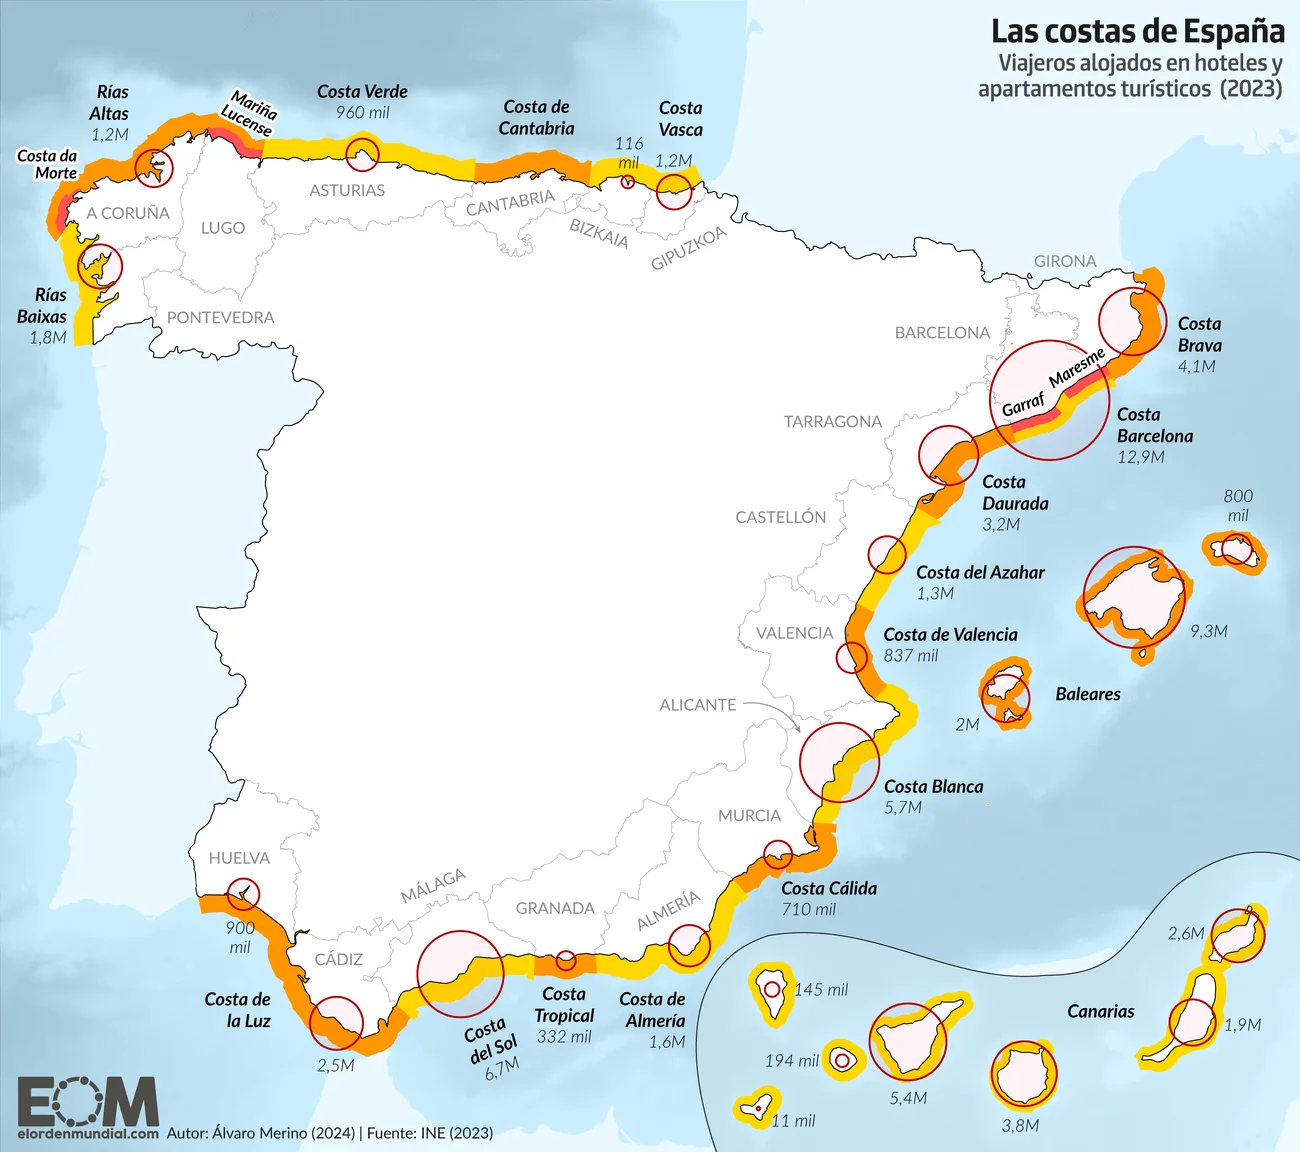 Las costas de España
Viajeros alojados en hoteles y
apartamentos turísticos (2023)
Rías
Altas
1,2M
Mariña
Lucense
Costa Verde
960 mil
Costa de
Cantabria
Costa
Vasca
116
mil
1,2M
Costa da
Morte
A CORUÑA
LUGO
ASTURIAS
CANTABRIA
BIZKAIA
GIPUZKOA
Rías
Baixas
1,8M
PONTEVEDRA
GIRONA
BARCELONA
Costa
Brava
4,1M
Maresme
Garraf
TARRAGONA
Costa
Barcelona
12,9M
Costa
Daurada
3,2M
CASTELLÓN
800
mil
Costa del Azahar
1,3M
VALENCIA
Costa de Valencia
837 mil
9,3M
Baleares
2M
ALICANTE
Costa Blanca
5,7M
MURCIA
Costa Cálida
710 mil
HUELVA
MÁLAGA
GRANADA
ALMERÍA
900
mil
CÁDIZ
Costa de
la Luz
2,5M
Costa
del Sol
6,7M
Costa
Tropical
332 mil
Costa de
Almería
1,6M
2,6M
145 mil
Canarias
1,9M
194 mil
5,4M
11 mil
3,8M
EOM
elordenmundial.com
Autor: Álvaro Merino (2024) | Fuente: INE (2023)